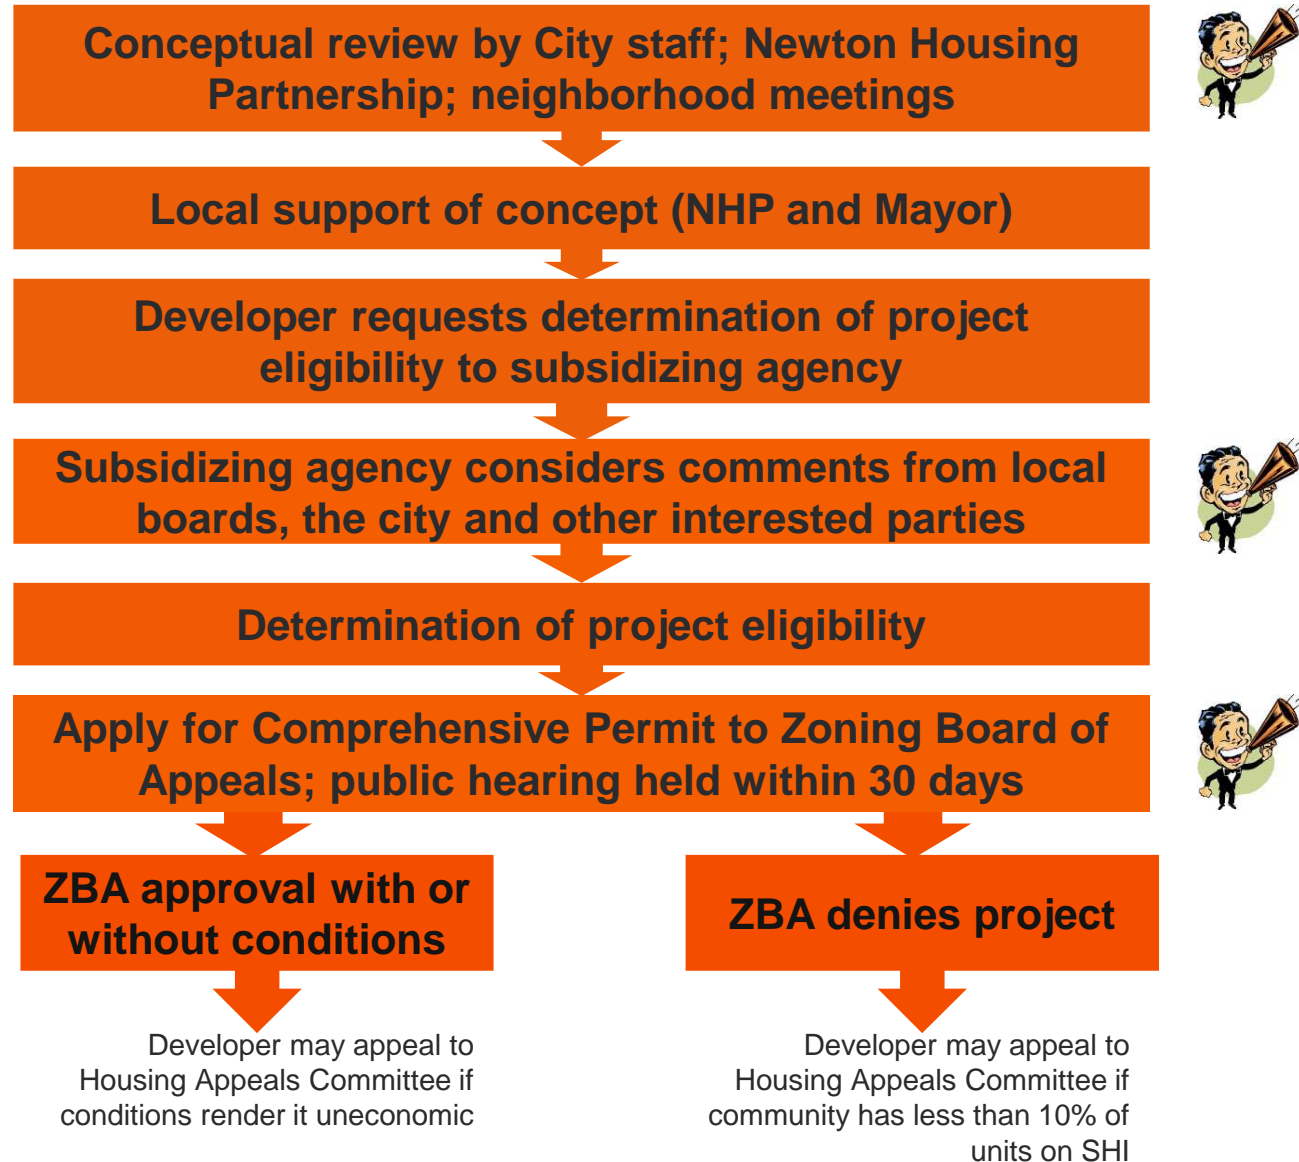 Conceptual review by City staff; Newton Housing
Partnership; neighborhood meetings
Local support of concept (NHP and Mayor)
Developer requests determination of project
eligibility to subsidizing agency
Subsidizing agency considers comments from local
boards, the city and other interested parties
Determination of project eligibility
Apply for Comprehensive Permit to Zoning Board of
Appeals; public hearing held within 30 days
ZBA approval with or
without conditions
ZBA denies project
Developer may appeal to
Housing Appeals Committee if
conditions render it uneconomic
Developer may appeal to
Housing Appeals Committee if
community has less than 10% of
units on SHI